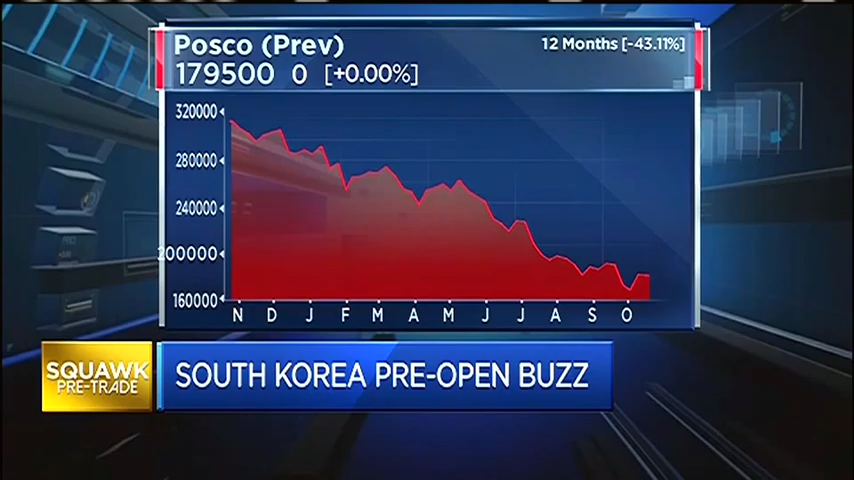 Posco (Prev)
12 Months [-43.11%]
179500 0 [+0.00%]
320000
280000
240000
200000
160000
N D J F M A M J J A S O
SQUAWK
PRE-TRADE
SOUTH KOREA PRE-OPEN BUZZ